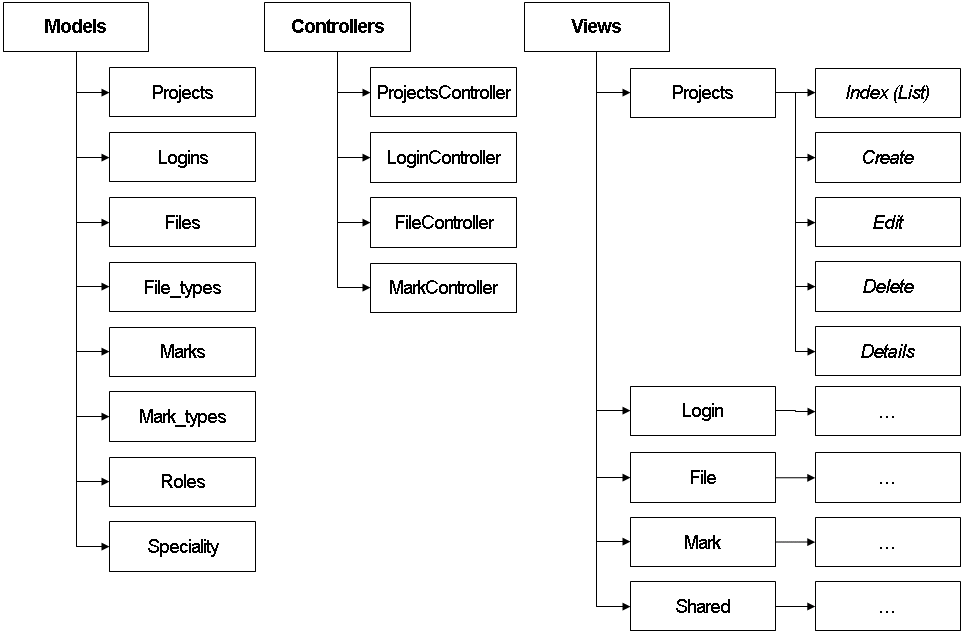 Models
Projects
Logins
Files
File_types
Marks
Mark_types
Roles
Speciality
Controllers
ProjectsController
LoginController
FileController
MarkController
Views
Projects
Index (List)
Create
Edit
Delete
Details
Login
...
File
...
Mark
...
Shared
...